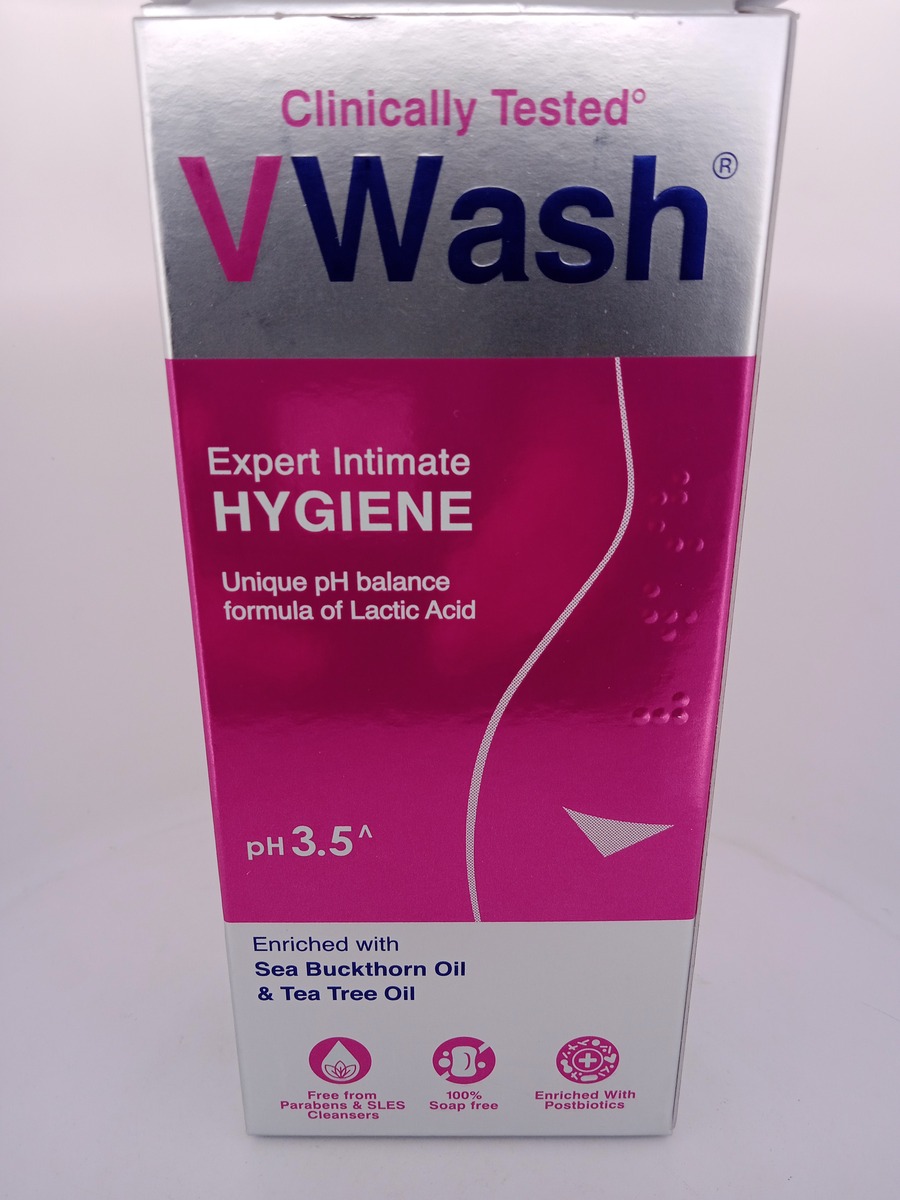 Clinically Tested°
VWash®
Expert Intimate
HYGIENE
Unique pH balance
formula of Lactic Acid
pH 3.5^
Enriched with
Sea Buckthorn Oil
& Tea Tree Oil
Free from
Parabens & SLES
Cleansers
100%
Soap free
Enriched With
Postbiotics